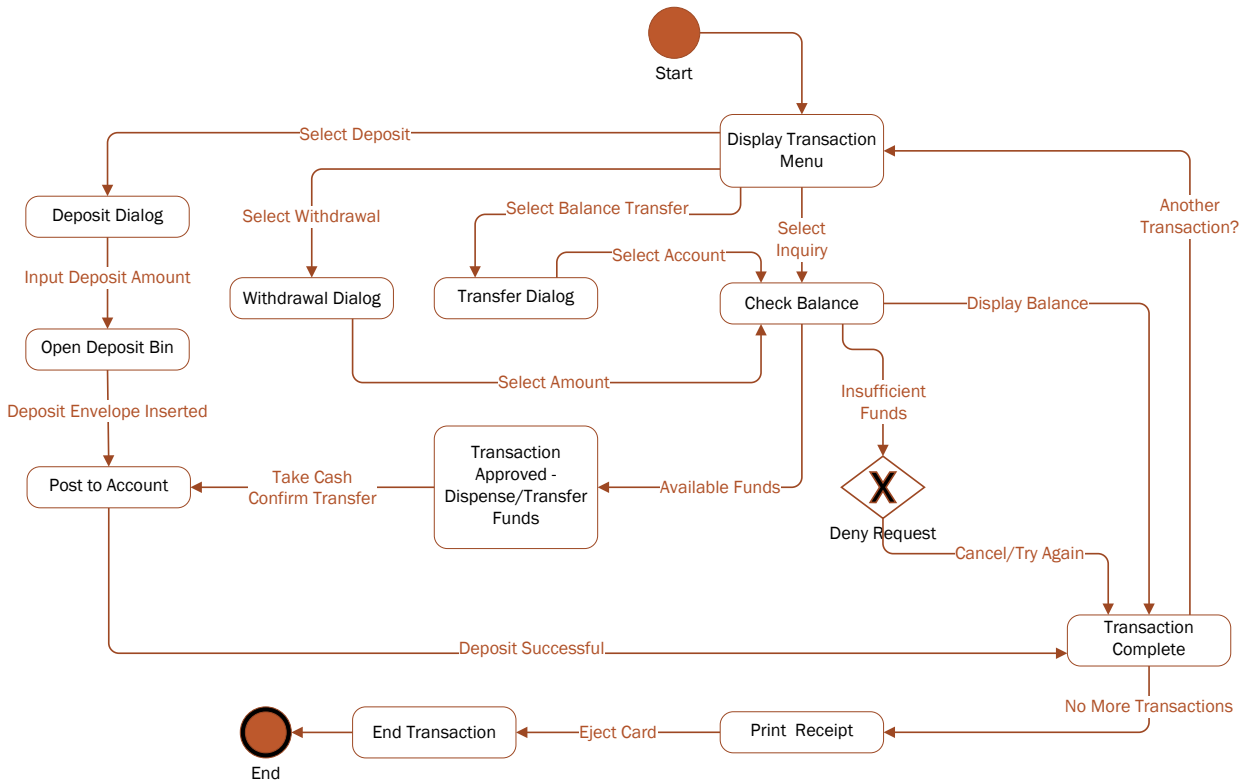 Start
Display Transaction
Menu
Select Deposit
Deposit Dialog
Select Withdrawal
Select Balance Transfer
Select
Inquiry
Another
Transaction?
Select Account
Input Deposit Amount
Withdrawal Dialog
Transfer Dialog
Check Balance
Display Balance
Open Deposit Bin
Select Amount
Insufficient
Funds
Deposit Envelope Inserted
Transaction
Approved -
Dispense/Transfer
Funds
Post to Account
Take Cash
Confirm Transfer
Available Funds
X
Deny Request
Cancel/Try Again
Transaction
Complete
Deposit Successful
No More Transactions
End Transaction
Eject Card
Print  Receipt
End